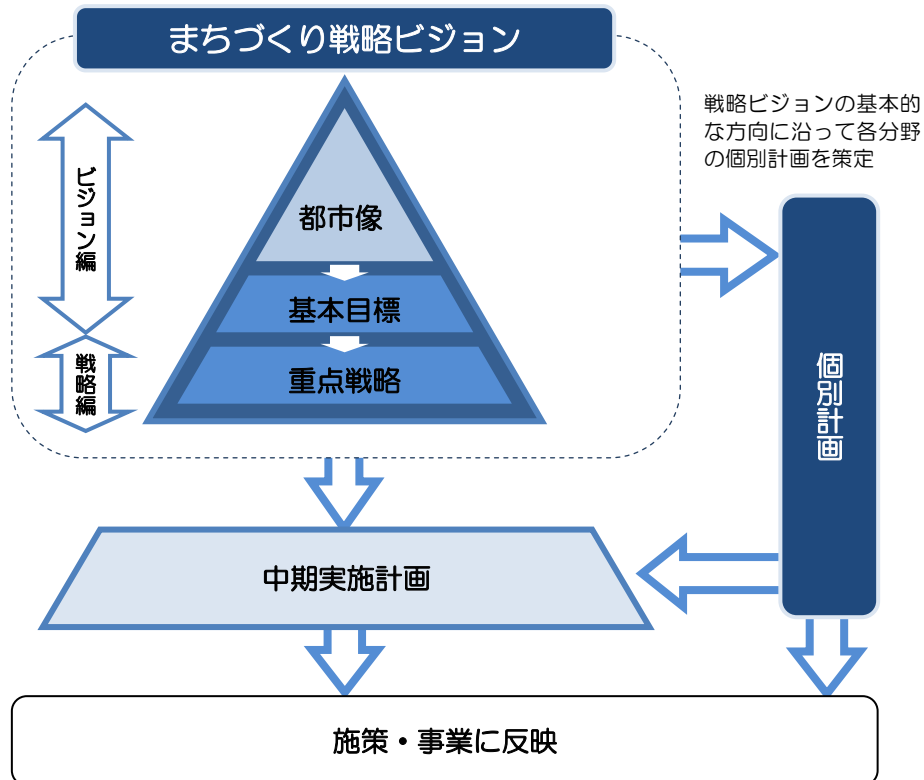 まちづくり戦略ビジョン
戦略ビジョンの基本的
な方向に沿って各分野
の個別計画を策定
ビジョン編
都市像
基本目標
戦略編
重点戦略
個別計画
中期実施計画
施策・事業に反映